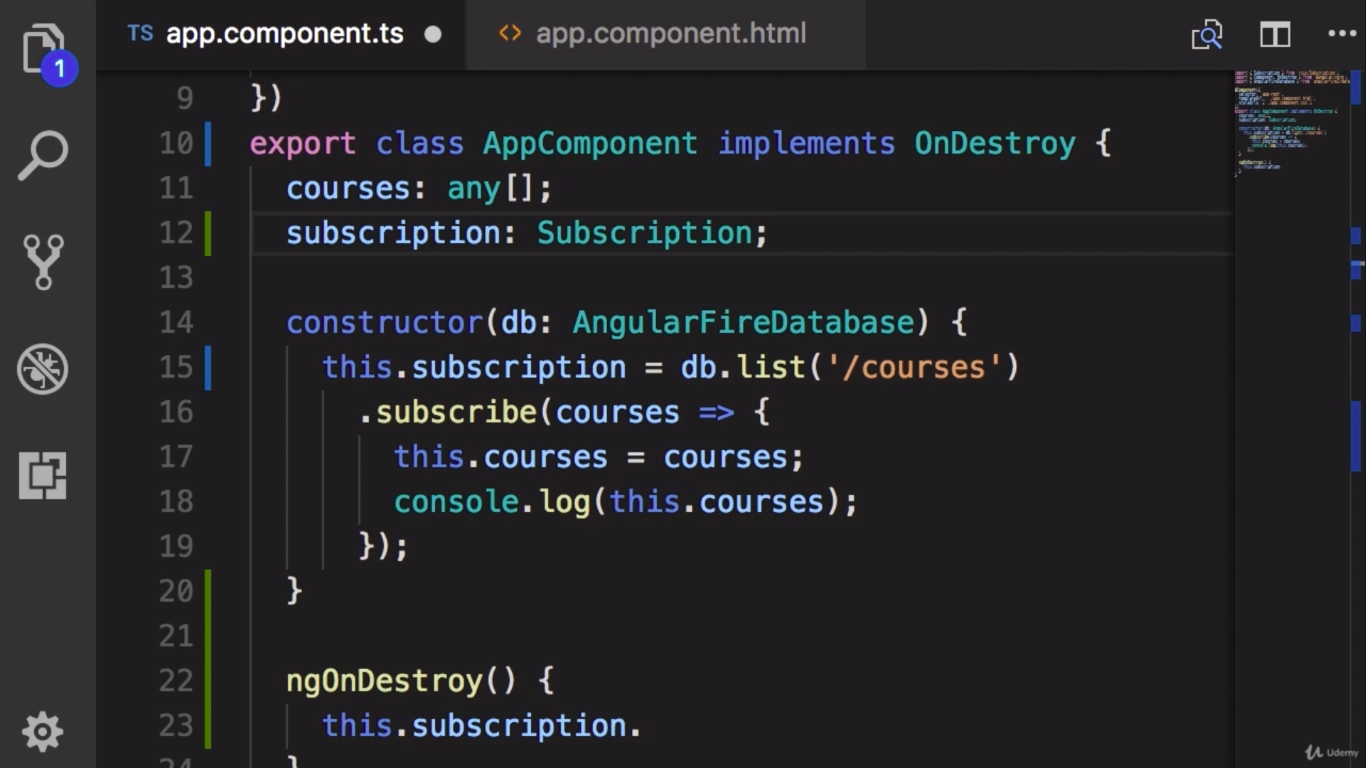 1
TS app.component.ts
<> app.component.html
9 })
10 export class AppComponent implements OnDestroy {
11 courses: any[];
12 subscription: Subscription;
13
14 constructor(db: AngularFireDatabase) {
15 this.subscription = db.list('/courses')
16 .subscribe(courses => {
17 this.courses = courses;
18 console.log(this.courses);
19 });
20 }
21
22 ngOnDestroy() {
23 this.subscription.
24 }
Udemy